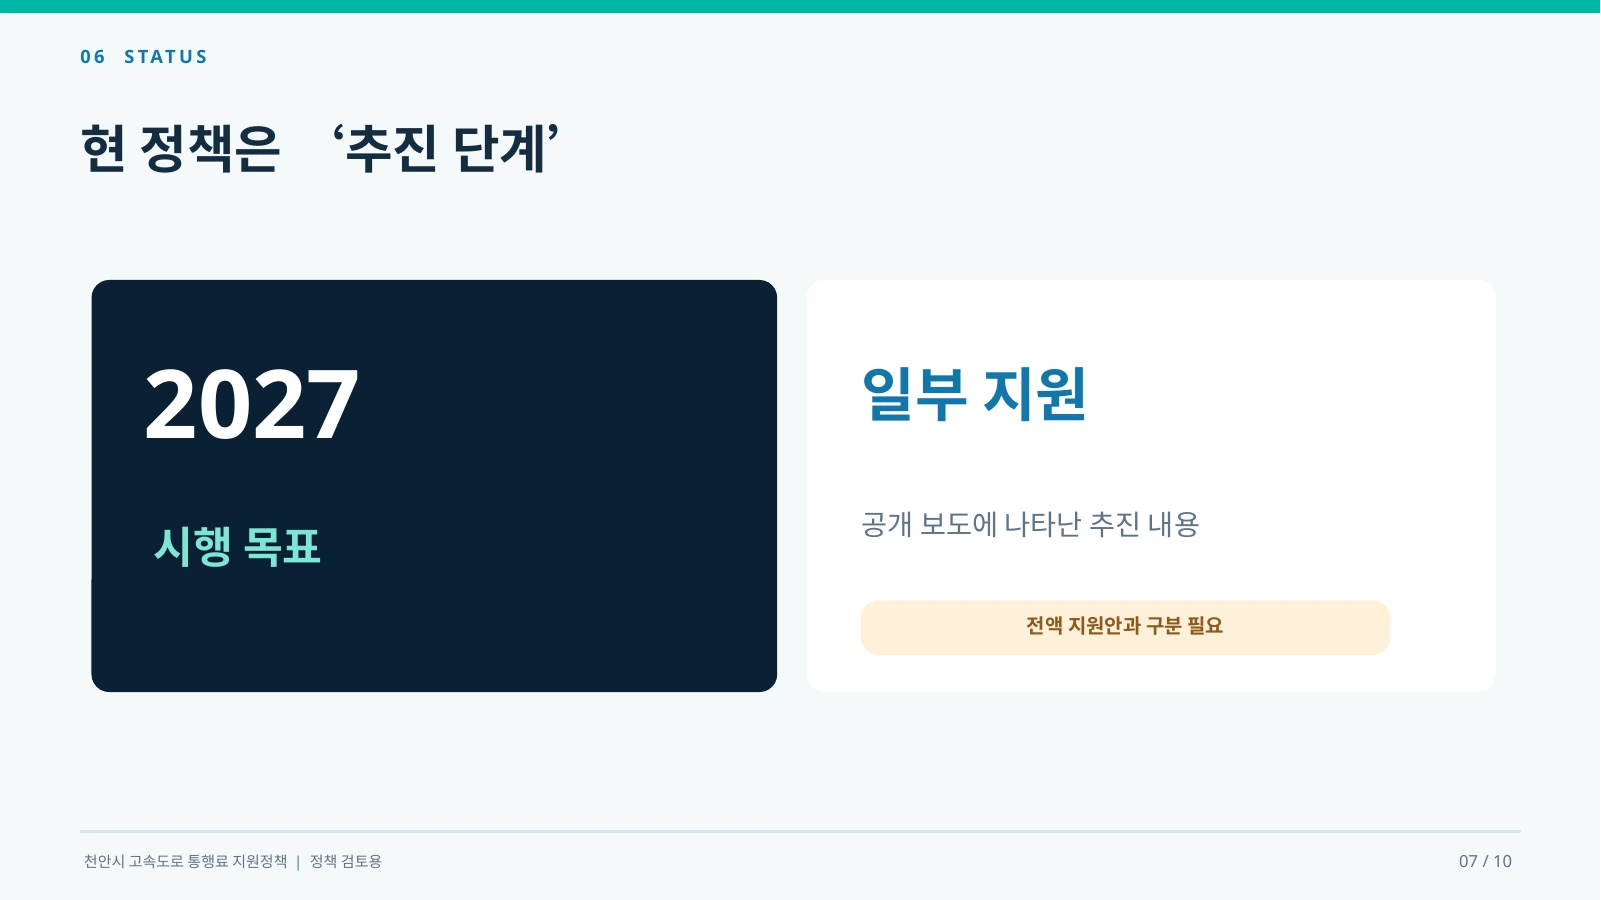 06 STATUS
현 정책은 ‘추진 단계’
2027
시행 목표
일부 지원
공개 보도에 나타난 추진 내용
전액 지원안과 구분 필요
천안시 고속도로 통행료 지원정책 | 정책 검토용
07 / 10